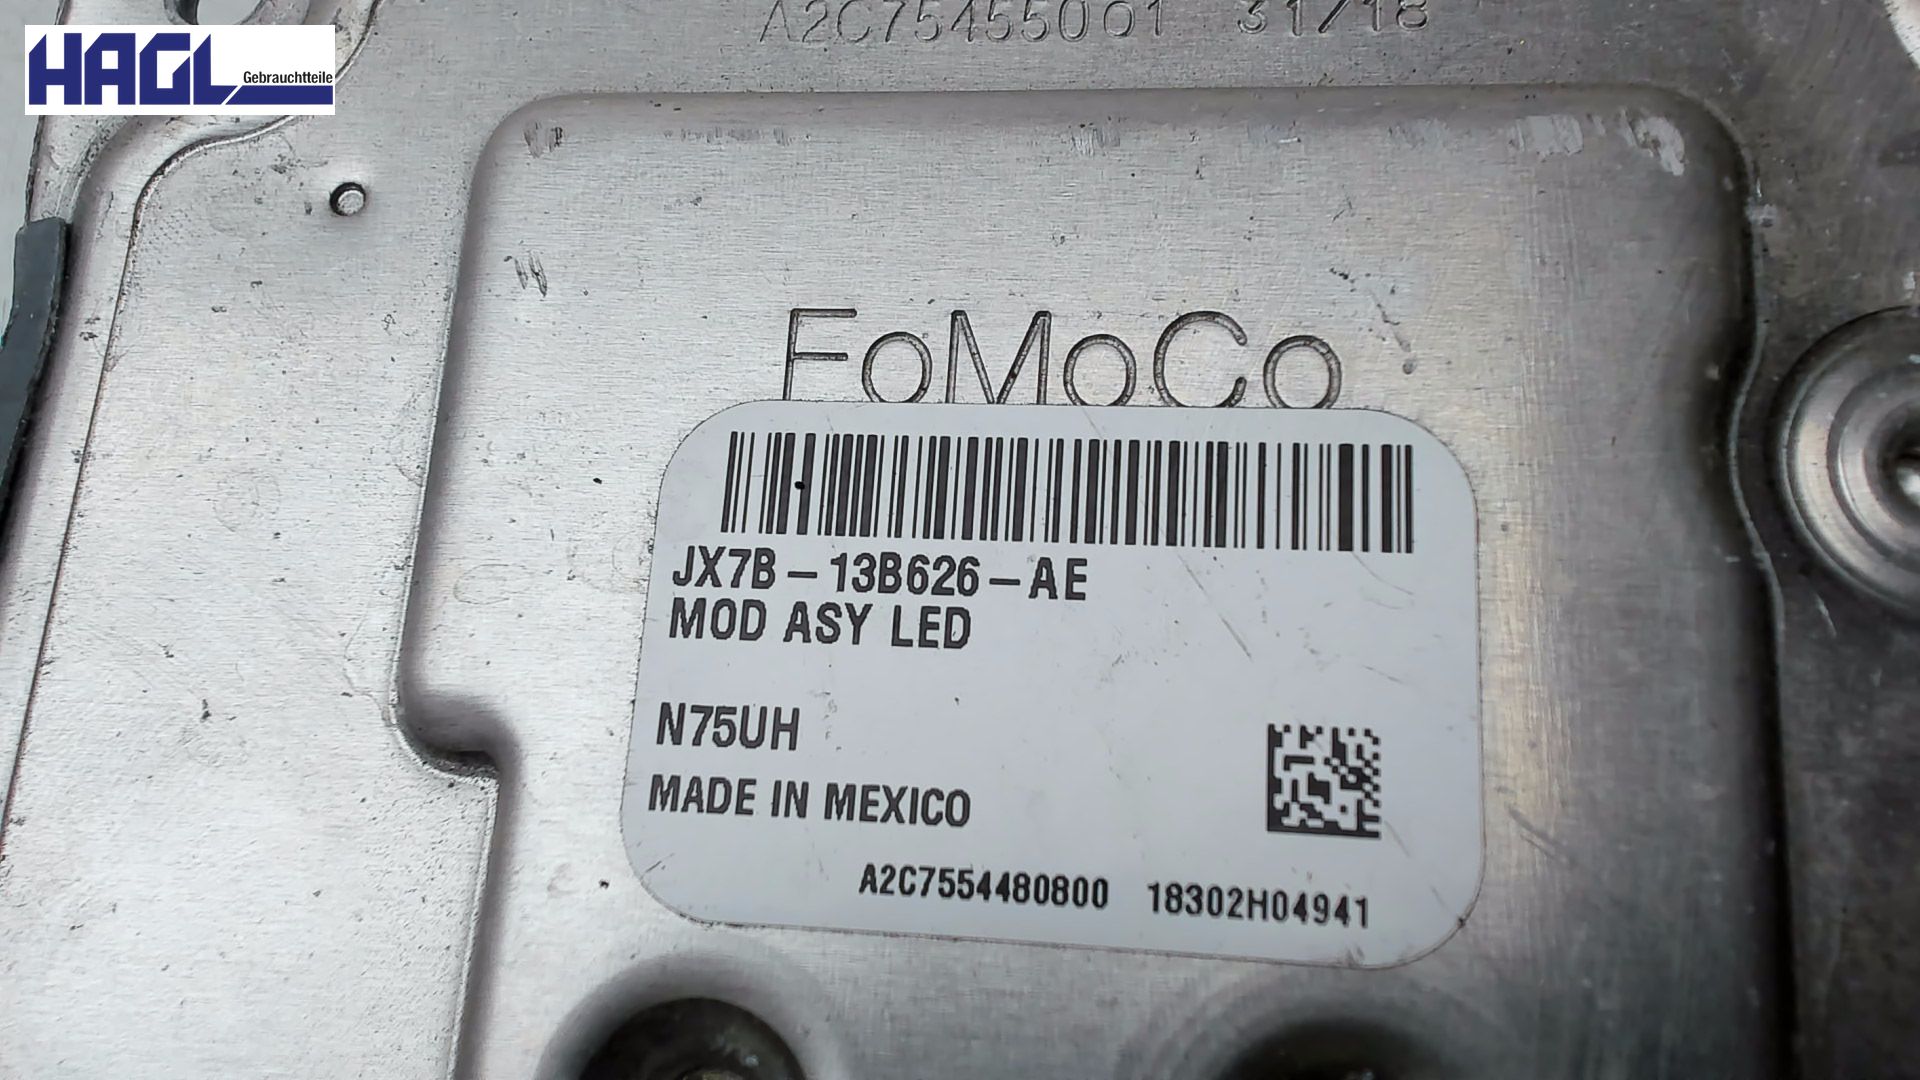 HAGL Gebrauchtteile
A2C75455001 31/18
FoMoCo
JX7B-13B626-AE
MOD ASY LED
N75UH
MADE IN MEXICO
A2C7554480800 18302H04941